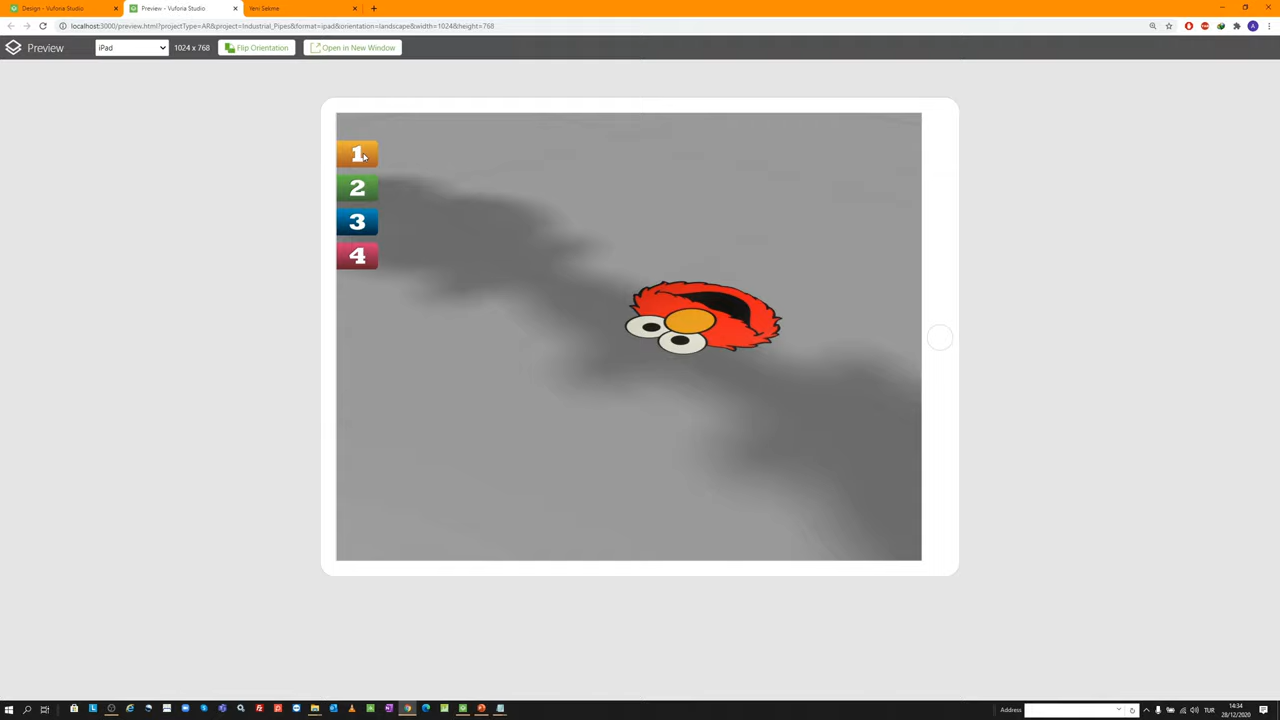 Design - Vuforia Studio
Preview - Vuforia Studio
Yeni Sekme
localhost:3000/preview.html?projectType=AR&project=Industrial_Pipes&format=ipad&orientation=landscape&width=1024&height=768
Preview
iPad
1024 x 768
Flip Orientation
Open in New Window
1
2
3
4
Address
TUR
14:34
28/12/2020